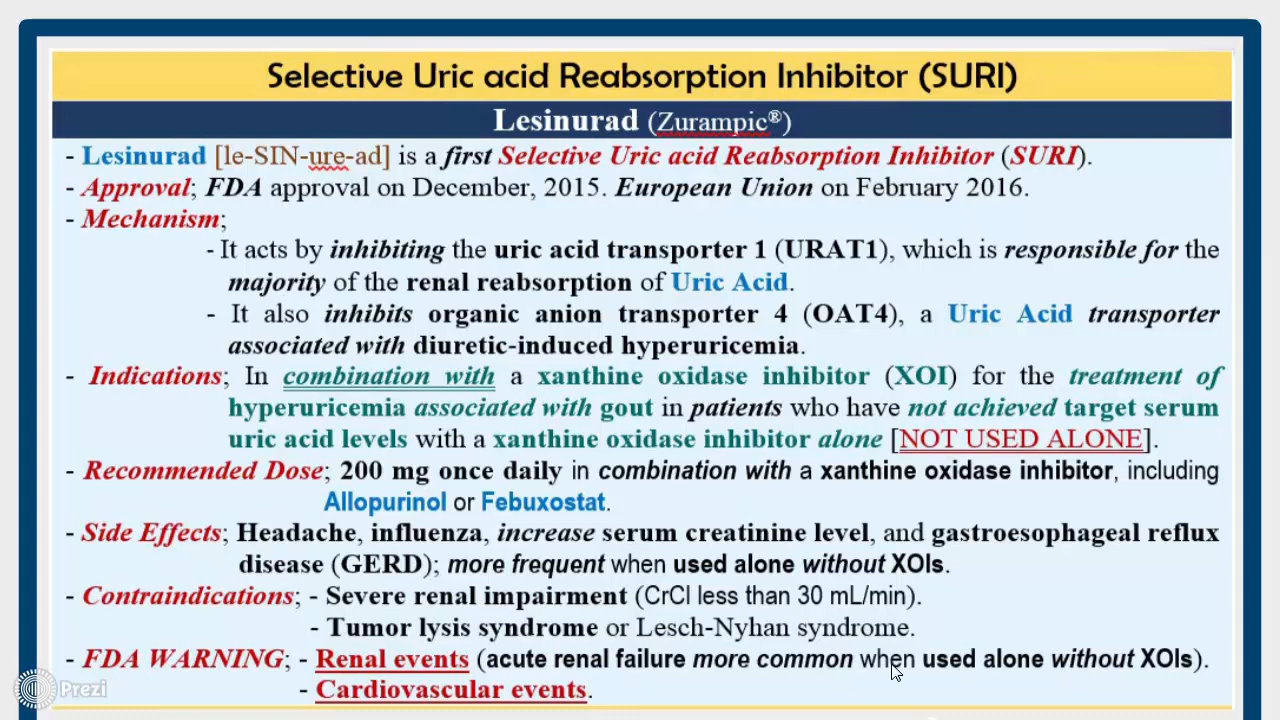 Selective Uric acid Reabsorption Inhibitor (SURI)
Lesinurad (Zurampic®)
- Lesinurad [le-SIN-ure-ad] is a first Selective Uric acid Reabsorption Inhibitor (SURI).
- Approval; FDA approval on December, 2015. European Union on February 2016.
- Mechanism;
- It acts by inhibiting the uric acid transporter 1 (URAT1), which is responsible for the
majority of the renal reabsorption of Uric Acid.
- It also inhibits organic anion transporter 4 (OAT4), a Uric Acid transporter
associated with diuretic-induced hyperuricemia.
- Indications; In combination with a xanthine oxidase inhibitor (XOI) for the treatment of
hyperuricemia associated with gout in patients who have not achieved target serum
uric acid levels with a xanthine oxidase inhibitor alone [NOT USED ALONE].
- Recommended Dose; 200 mg once daily in combination with a xanthine oxidase inhibitor, including
Allopurinol or Febuxostat.
- Side Effects; Headache, influenza, increase serum creatinine level, and gastroesophageal reflux
disease (GERD); more frequent when used alone without XOIs.
- Contraindications; - Severe renal impairment (CrCl less than 30 mL/min).
- Tumor lysis syndrome or Lesch-Nyhan syndrome.
- FDA WARNING; - Renal events (acute renal failure more common when used alone without XOIs).
- Cardiovascular events.
Prezi